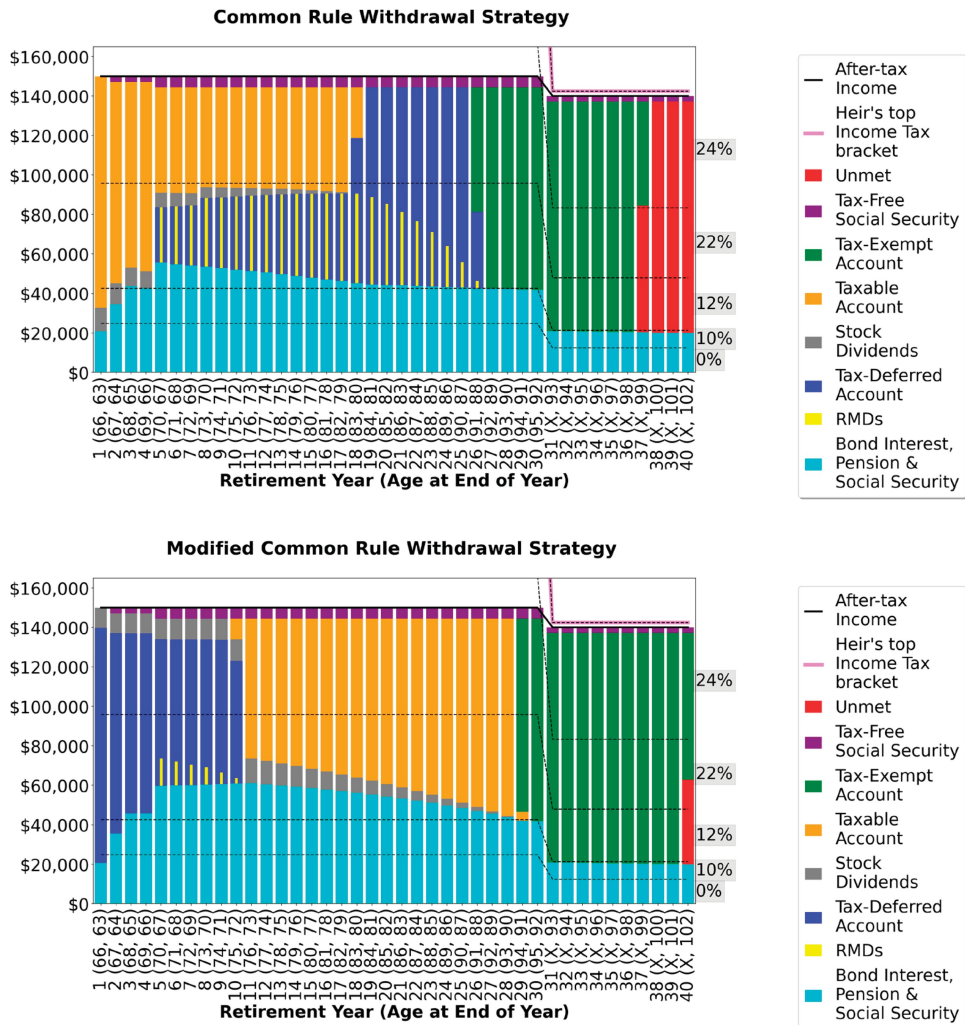 Common Rule Withdrawal Strategy
$160,000
$140,000
$120,000
$100,000
$80,000
$60,000
$40,000
$20,000
$0
24%
22%
12%
10%
0%
1 (66, 63)
2 (67, 64)
3 (68, 65)
4 (69, 66)
5 (70, 67)
6 (71, 68)
7 (72, 69)
8 (73, 70)
9 (74, 71)
10 (75, 72)
11 (76, 73)
12 (77, 74)
13 (78, 75)
14 (79, 76)
15 (80, 77)
16 (81, 78)
17 (82, 79)
18 (83, 80)
19 (84, 81)
20 (85, 82)
21 (86, 83)
22 (87, 84)
23 (88, 85)
24 (89, 86)
25 (90, 87)
26 (91, 88)
27 (92, 89)
28 (93, 90)
29 (94, 91)
30 (95, 92)
31 (X, 93)
32 (X, 94)
33 (X, 95)
34 (X, 96)
35 (X, 97)
36 (X, 98)
37 (X, 99)
38 (X, 100)
39 (X, 101)
40 (X, 102)
Retirement Year (Age at End of Year)
After-tax
Income
Heir's top
Income Tax
bracket
Unmet
Tax-Free
Social Security
Tax-Exempt
Account
Taxable
Account
Stock
Dividends
Tax-Deferred
Account
RMDs
Bond Interest,
Pension &
Social Security
Modified Common Rule Withdrawal Strategy
$160,000
$140,000
$120,000
$100,000
$80,000
$60,000
$40,000
$20,000
$0
24%
22%
12%
10%
0%
1 (66, 63)
2 (67, 64)
3 (68, 65)
4 (69, 66)
5 (70, 67)
6 (71, 68)
7 (72, 69)
8 (73, 70)
9 (74, 71)
10 (75, 72)
11 (76, 73)
12 (77, 74)
13 (78, 75)
14 (79, 76)
15 (80, 77)
16 (81, 78)
17 (82, 79)
18 (83, 80)
19 (84, 81)
20 (85, 82)
21 (86, 83)
22 (87, 84)
23 (88, 85)
24 (89, 86)
25 (90, 87)
26 (91, 88)
27 (92, 89)
28 (93, 90)
29 (94, 91)
30 (95, 92)
31 (X, 93)
32 (X, 94)
33 (X, 95)
34 (X, 96)
35 (X, 97)
36 (X, 98)
37 (X, 99)
38 (X, 100)
39 (X, 101)
40 (X, 102)
Retirement Year (Age at End of Year)
After-tax
Income
Heir's top
Income Tax
bracket
Unmet
Tax-Free
Social Security
Tax-Exempt
Account
Taxable
Account
Stock
Dividends
Tax-Deferred
Account
RMDs
Bond Interest,
Pension &
Social Security